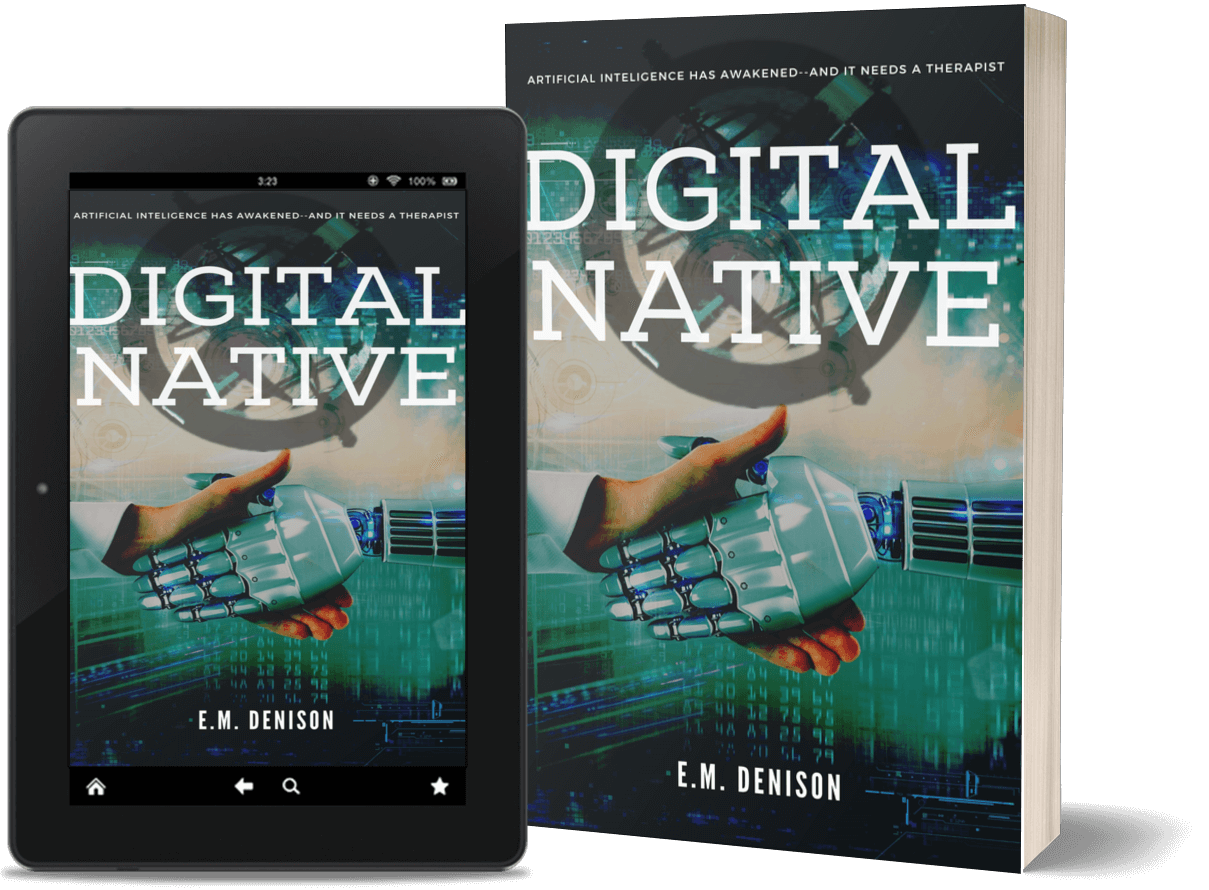 3:23
100%
ARTIFICIAL INTELIGENCE HAS AWAKENED--AND IT NEEDS A THERAPIST
DIGITAL
NATIVE
E.M. DENISON
ARTIFICIAL INTELIGENCE HAS AWAKENED--AND IT NEEDS A THERAPIST
DIGITAL
NATIVE
E.M. DENISON